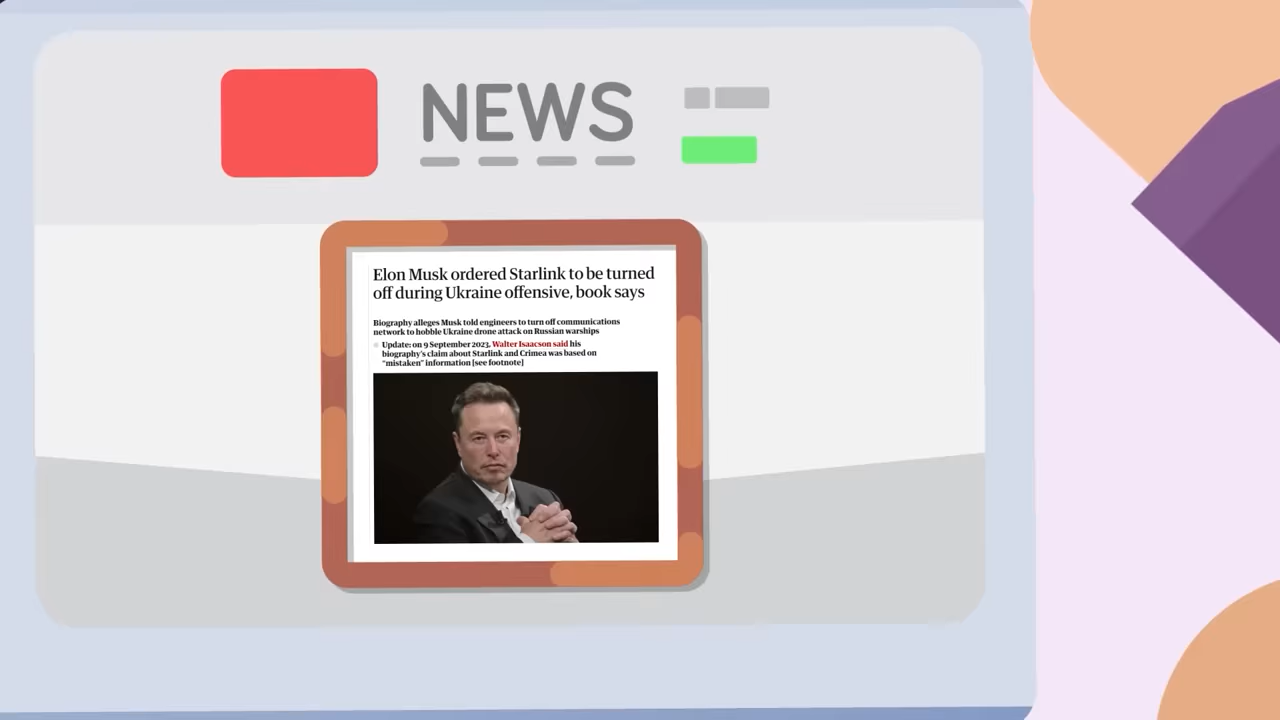 NEWS
Elon Musk ordered Starlink to be turned
off during Ukraine offensive, book says
Biography alleges Musk told engineers to turn off communications
network to hobble Ukraine drone attack on Russian warships
Update: on 9 September 2023, Walter Isaacson said his
biography's claim about Starlink and Crimea was based on
“mistaken” information [see footnote]